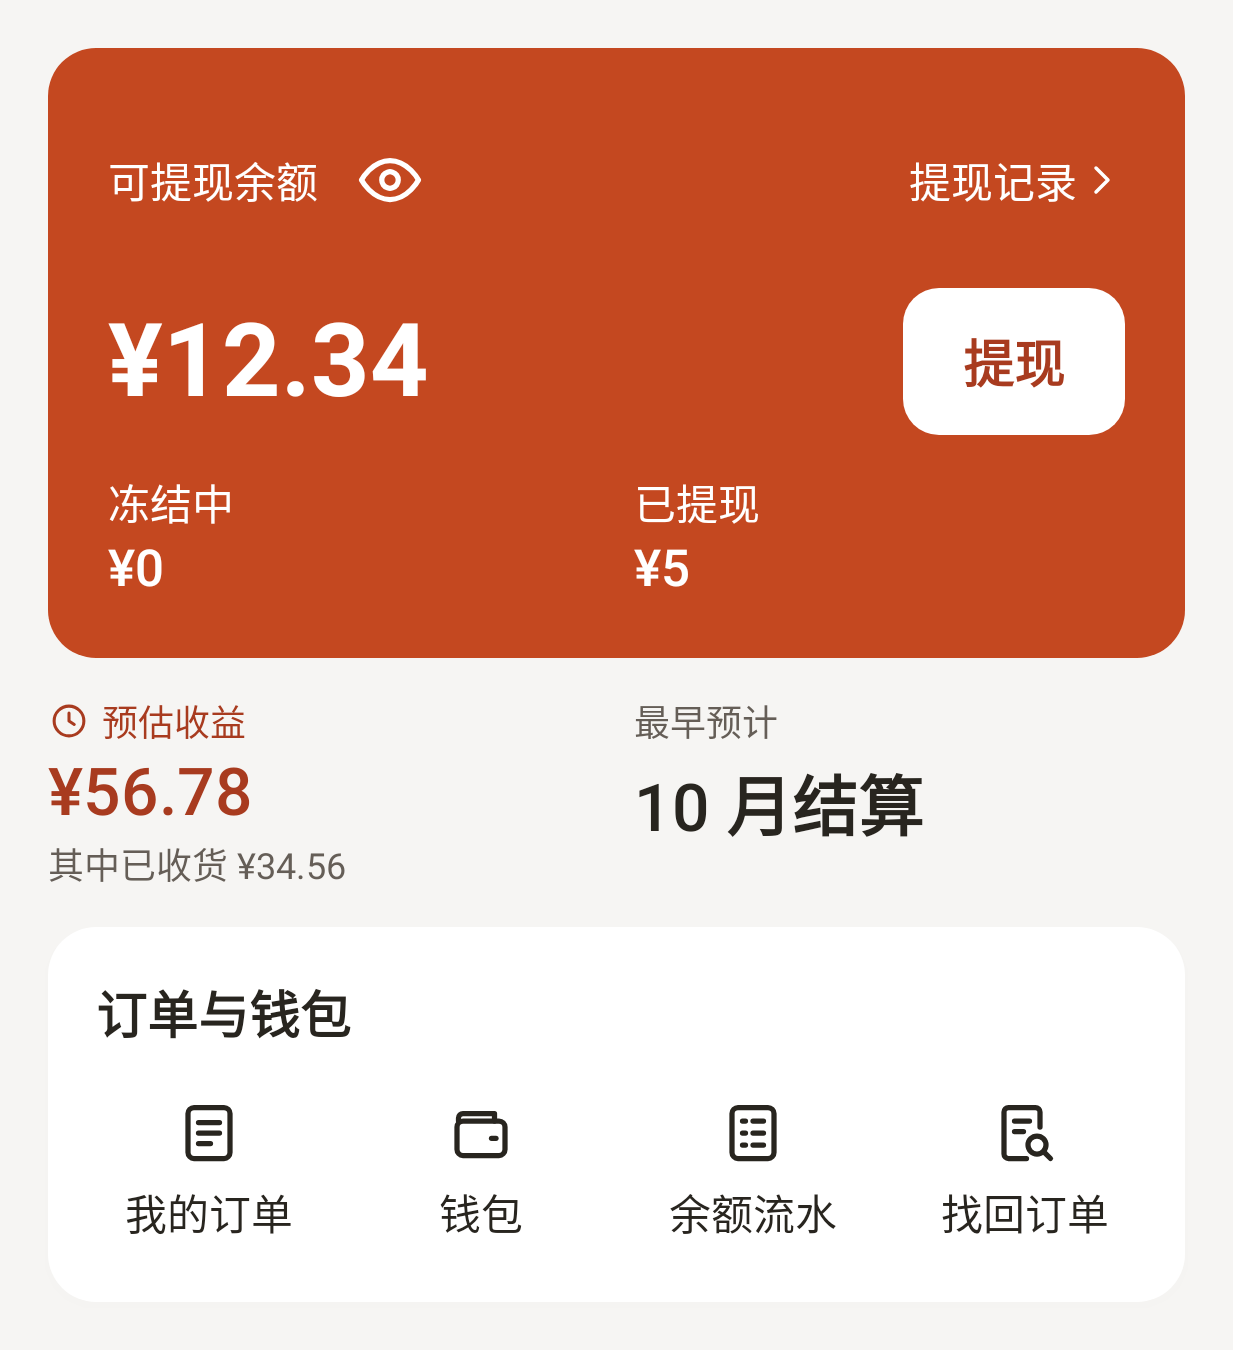 可提现余额
提现记录
¥12.34
提现
冻结中
已提现
¥0
¥5
预估收益
最早预计
¥56.78
10 月结算
其中已收货 ¥34.56
订单与钱包
我的订单
钱包
余额流水
找回订单